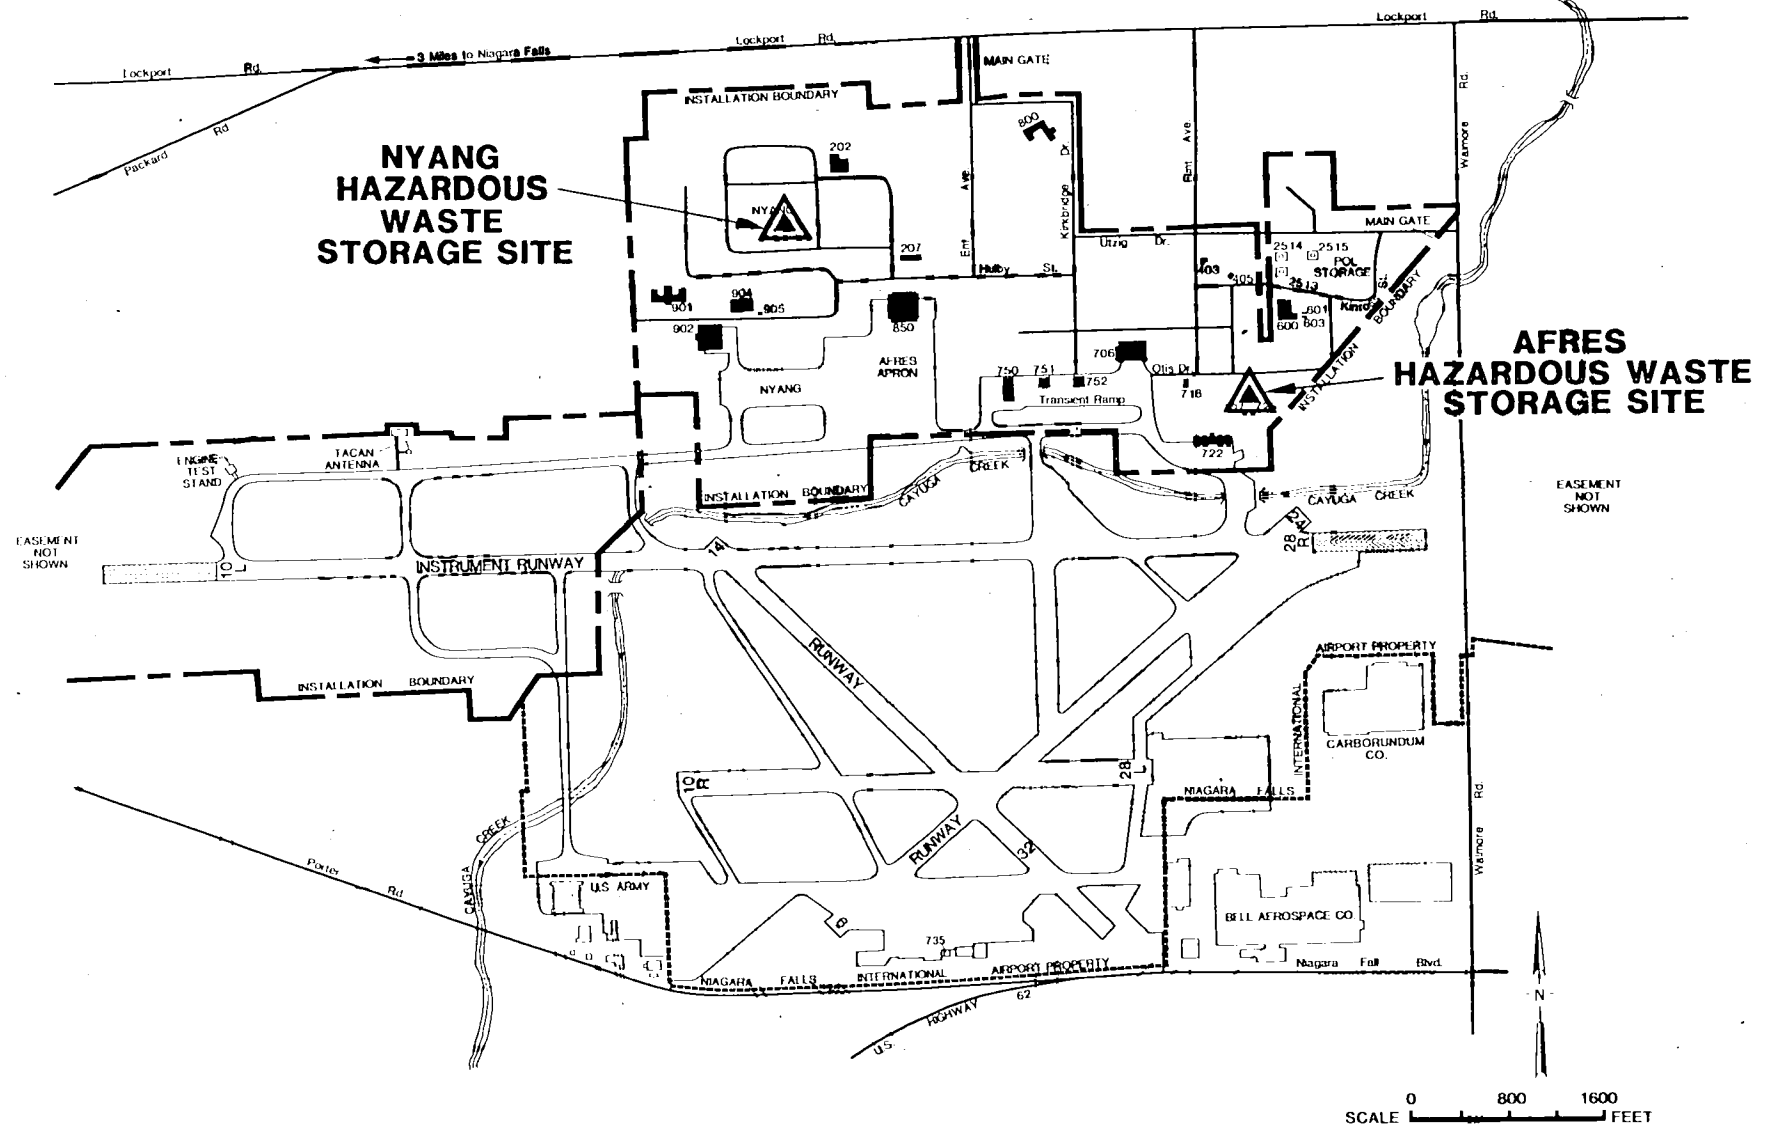 Lockport Rd.
Lockport Rd.
3 Miles to Niagara Falls
Lockport Rd.
Packard Rd
MAIN GATE
INSTALLATION BOUNDARY
800
Ent Ave.
Kirkbridge Dr.
Flint Ave.
Walmore Rd.
NYANG
HAZARDOUS
WASTE
STORAGE SITE
202
NYANG
207
MAIN GATE
Utzig Dr.
Hulby St.
2514
2515
POL
STORAGE
403
405
2513
Kinross St.
INSTALLATION BOUNDARY
901
904
905
902
850
600
601
603
AFRES
APRON
NYANG
706
750
751
752
Otis Dr.
718
Transient Ramp
722
AFRES
HAZARDOUS WASTE
STORAGE SITE
ENGINE
TEST
STAND
TACAN
ANTENNA
INSTALLATION BOUNDARY
CAYUGA CREEK
CAYUGA CREEK
EASEMENT
NOT
SHOWN
EASEMENT
NOT
SHOWN
10
L
INSTRUMENT RUNWAY
14
24
28
R
RUNWAY
INSTALLATION BOUNDARY
AIRPORT PROPERTY
INTERNATIONAL
NIAGARA FALLS
CARBORUNDUM
CO.
10
R
28
L
RUNWAY
32
6
CAYUGA CREEK
Porter Rd.
U.S. ARMY
735
BELL AEROSPACE CO.
Walmore Rd.
NIAGARA FALLS INTERNATIONAL AIRPORT PROPERTY
Niagara Fall Blvd.
U.S. HIGHWAY 62
N
0 800 1600
SCALE FEET